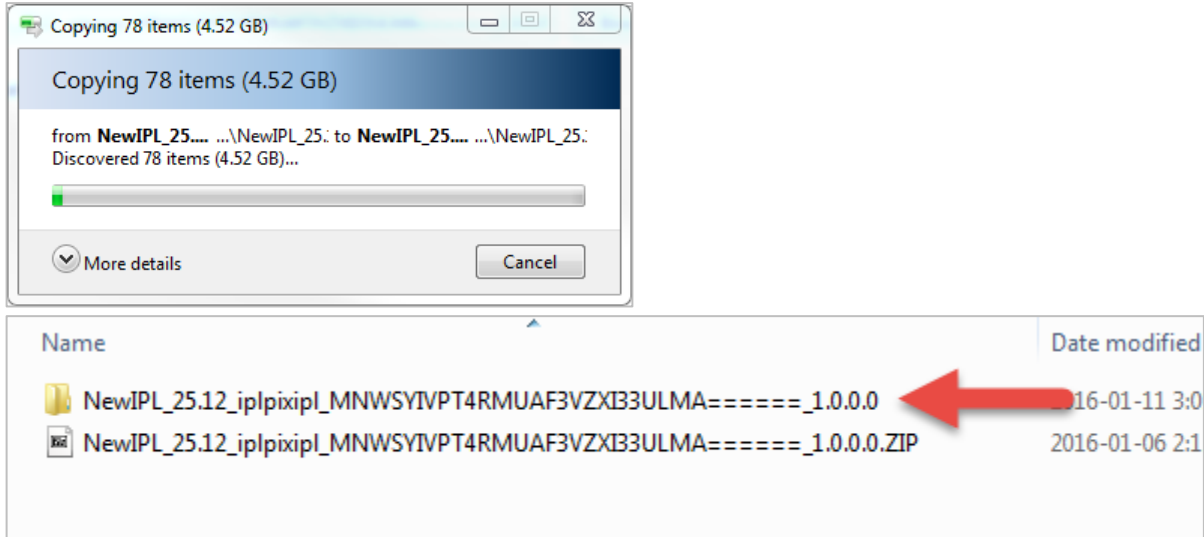 Copying 78 items (4.52 GB)
Copying 78 items (4.52 GB)
from NewIPL_25.... ...\NewIPL_25.: to NewIPL_25.... ...\NewIPL_25.:
Discovered 78 items (4.52 GB)...
More details Cancel
Name Date modified
NewIPL_25.12_iplpixipl_MNWSYIVPT4RMUAF3VZXI33ULMA======_1.0.0.0 16-01-11 3:0
NewIPL_25.12_iplpixipl_MNWSYIVPT4RMUAF3VZXI33ULMA======_1.0.0.0.ZIP 2016-01-06 2:1